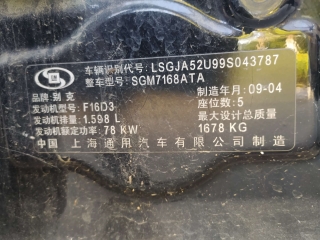 车辆识别代号: LSGJA52U99S043787
整车型号: SGM7168ATA
品牌: 别克
制造年月: 09-04
发动机型号: F16D3
座位数: 5
发动机排量: 1.598 L
最大设计总质量
发动机额定功率: 78 KW
1678 KG
中国 上海通用汽车有限公司 制造